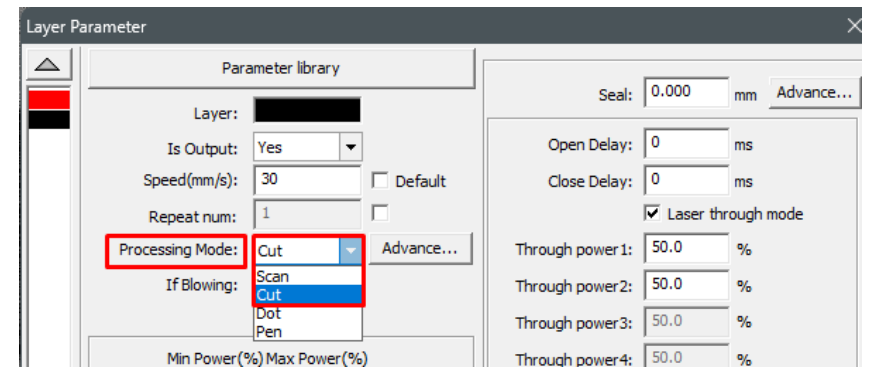 Layer Parameter
Parameter library
Layer:
Is Output: Yes
Speed(mm/s): 30 Default
Repeat num: 1
Processing Mode: Cut Advance...
Scan
Cut
Dot
Pen
If Blowing:
Min Power(%) Max Power(%)
Seal: 0.000 mm Advance...
Open Delay: 0 ms
Close Delay: 0 ms
Laser through mode
Through power1: 50.0 %
Through power2: 50.0 %
Through power3: 50.0 %
Through power4: 50.0 %